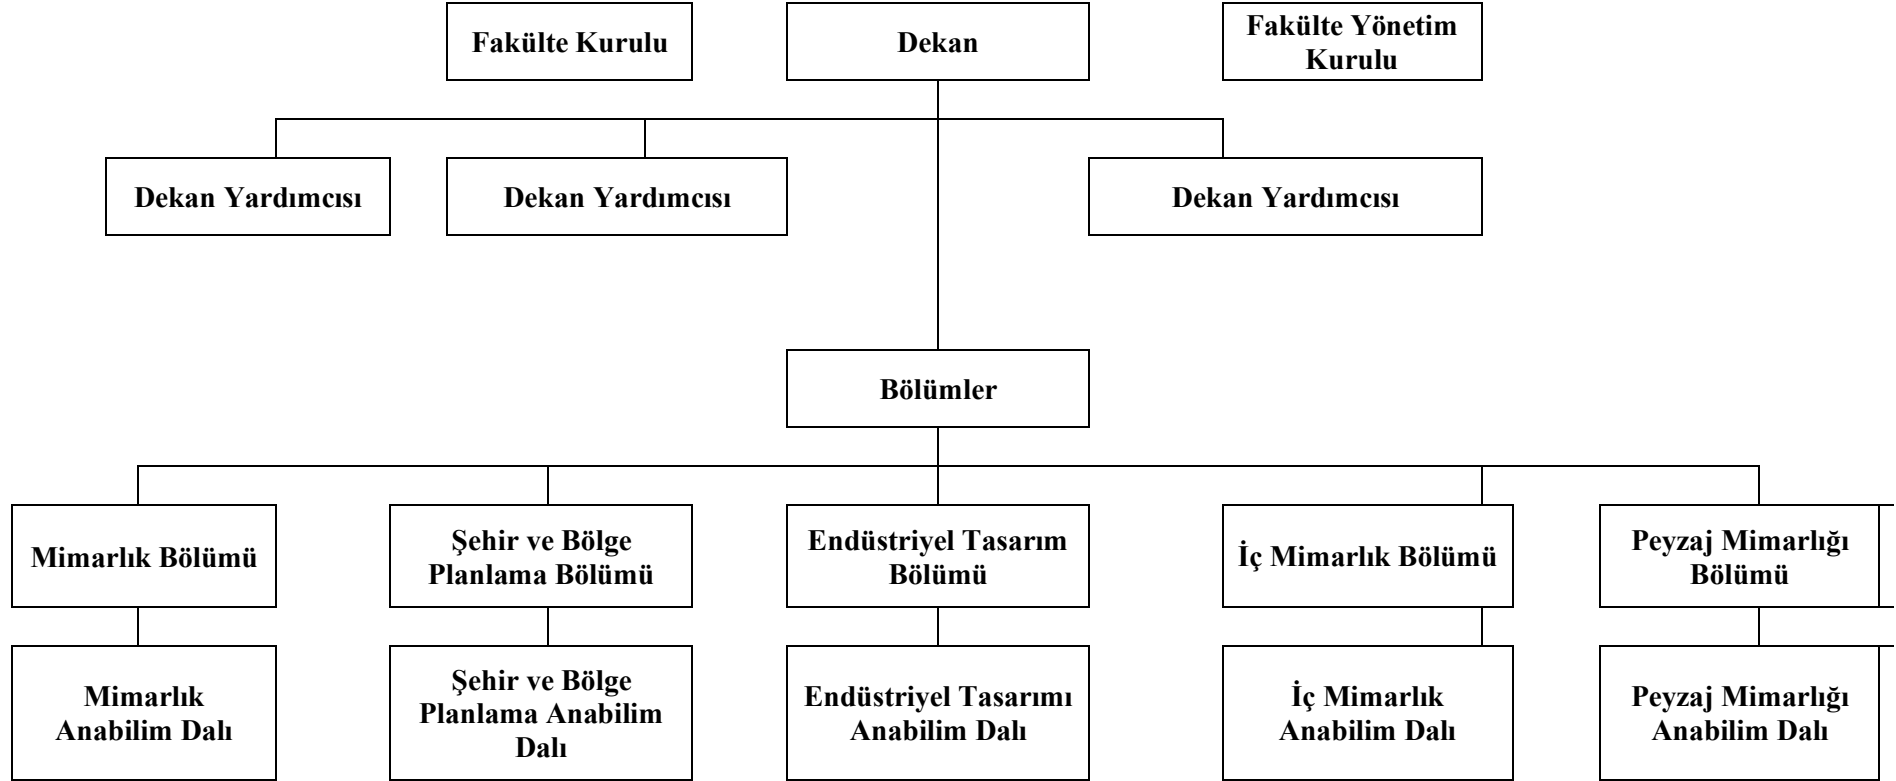 Fakülte Kurulu
Dekan
Fakülte Yönetim
Kurulu
Dekan Yardımcısı
Dekan Yardımcısı
Dekan Yardımcısı
Bölümler
Mimarlık Bölümü
Şehir ve Bölge
Planlama Bölümü
Endüstriyel Tasarım
Bölümü
İç Mimarlık Bölümü
Peyzaj Mimarlığı
Bölümü
Mimarlık
Anabilim Dalı
Şehir ve Bölge
Planlama Anabilim
Dalı
Endüstriyel Tasarımı
Anabilim Dalı
İç Mimarlık
Anabilim Dalı
Peyzaj Mimarlığı
Anabilim Dalı